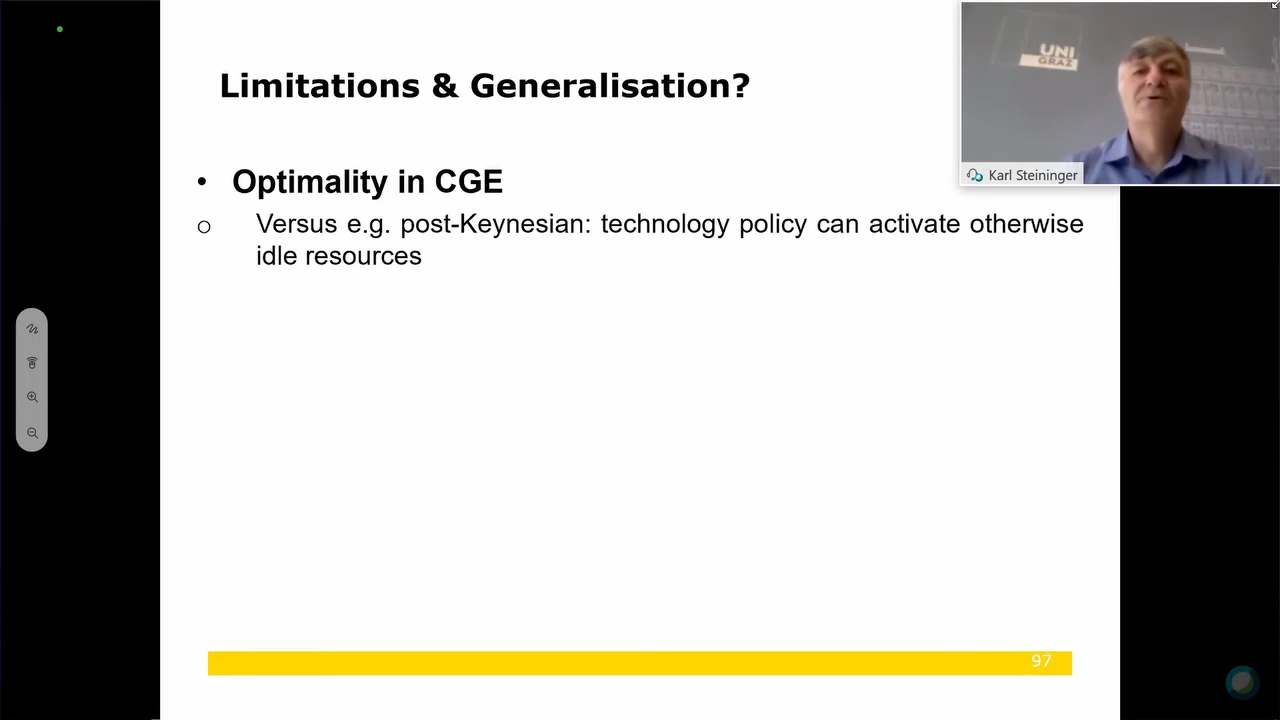 UNI
GRAZ
Karl Steininger
Limitations & Generalisation?
• Optimality in CGE
o Versus e.g. post-Keynesian: technology policy can activate otherwise
idle resources
97